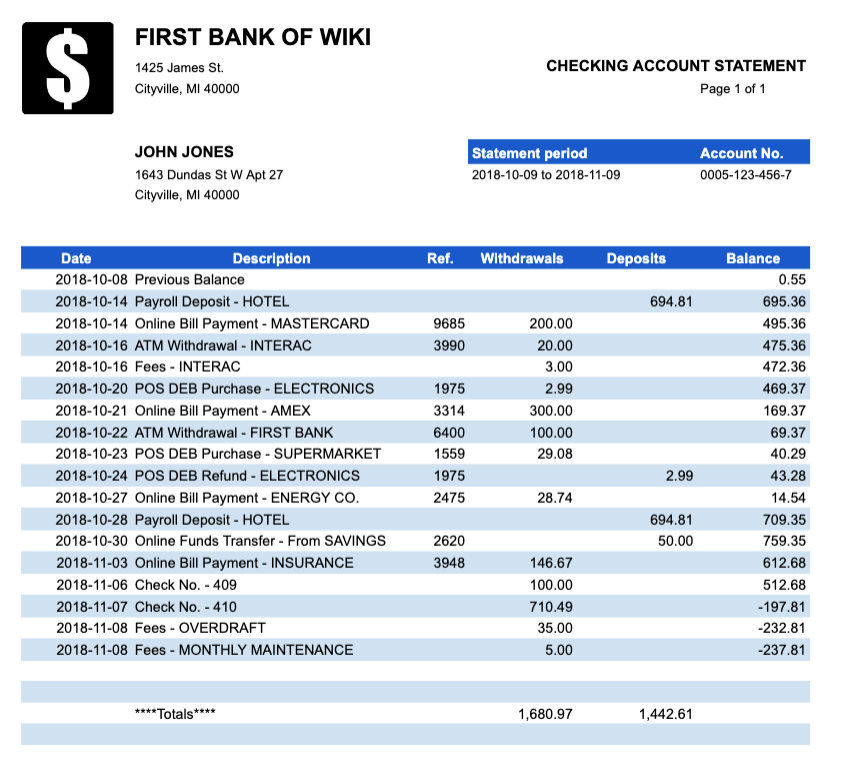 $
FIRST BANK OF WIKI
1425 James St.
Cityville, MI 40000
CHECKING ACCOUNT STATEMENT
Page 1 of 1
JOHN JONES
1643 Dundas St W Apt 27
Cityville, MI 40000
Statement period Account No.
2018-10-09 to 2018-11-09 0005-123-456-7
Date Description Ref. Withdrawals Deposits Balance
2018-10-08 Previous Balance 0.55
2018-10-14 Payroll Deposit - HOTEL 694.81 695.36
2018-10-14 Online Bill Payment - MASTERCARD 9685 200.00 495.36
2018-10-16 ATM Withdrawal - INTERAC 3990 20.00 475.36
2018-10-16 Fees - INTERAC 3.00 472.36
2018-10-20 POS DEB Purchase - ELECTRONICS 1975 2.99 469.37
2018-10-21 Online Bill Payment - AMEX 3314 300.00 169.37
2018-10-22 ATM Withdrawal - FIRST BANK 6400 100.00 69.37
2018-10-23 POS DEB Purchase - SUPERMARKET 1559 29.08 40.29
2018-10-24 POS DEB Refund - ELECTRONICS 1975 2.99 43.28
2018-10-27 Online Bill Payment - ENERGY CO. 2475 28.74 14.54
2018-10-28 Payroll Deposit - HOTEL 694.81 709.35
2018-10-30 Online Funds Transfer - From SAVINGS 2620 50.00 759.35
2018-11-03 Online Bill Payment - INSURANCE 3948 146.67 612.68
2018-11-06 Check No. - 409 100.00 512.68
2018-11-07 Check No. - 410 710.49 -197.81
2018-11-08 Fees - OVERDRAFT 35.00 -232.81
2018-11-08 Fees - MONTHLY MAINTENANCE 5.00 -237.81
****Totals**** 1,680.97 1,442.61